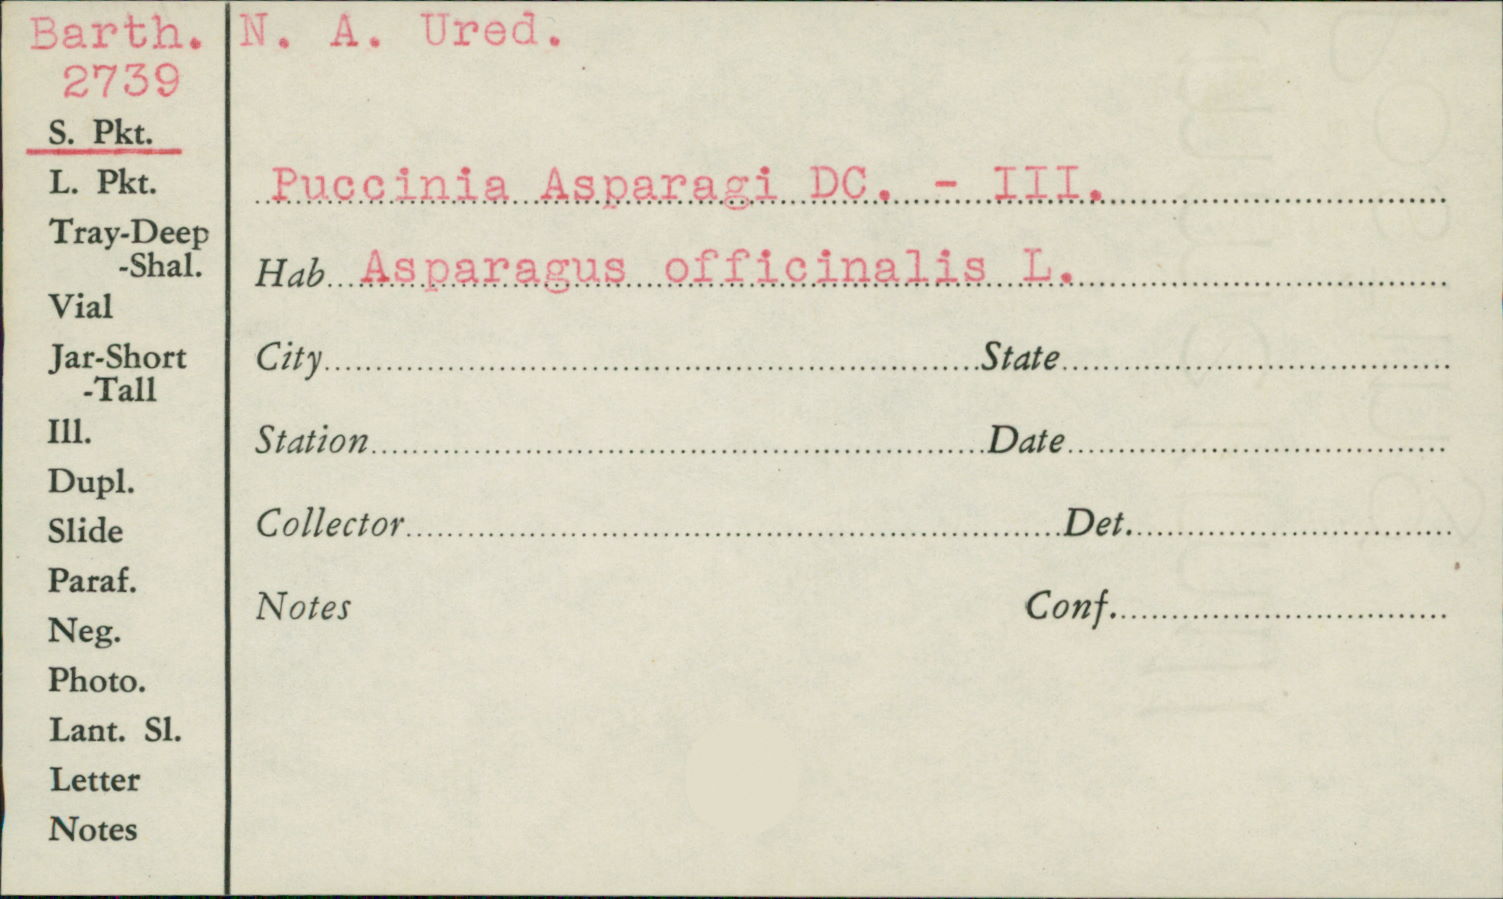 Barth. N. A. Ured.
2739
S. Pkt.
L. Pkt.
Puccinia Asparagi DC. - III.
Tray-Deep
-Shal.
Hab Asparagus officinalis L.
Vial
Jar-Short
-Tall
City State
Ill.
Station Date
Dupl.
Slide
Collector Det.
Paraf.
Neg.
Notes Conf.
Photo.
Lant. Sl.
Letter
Notes